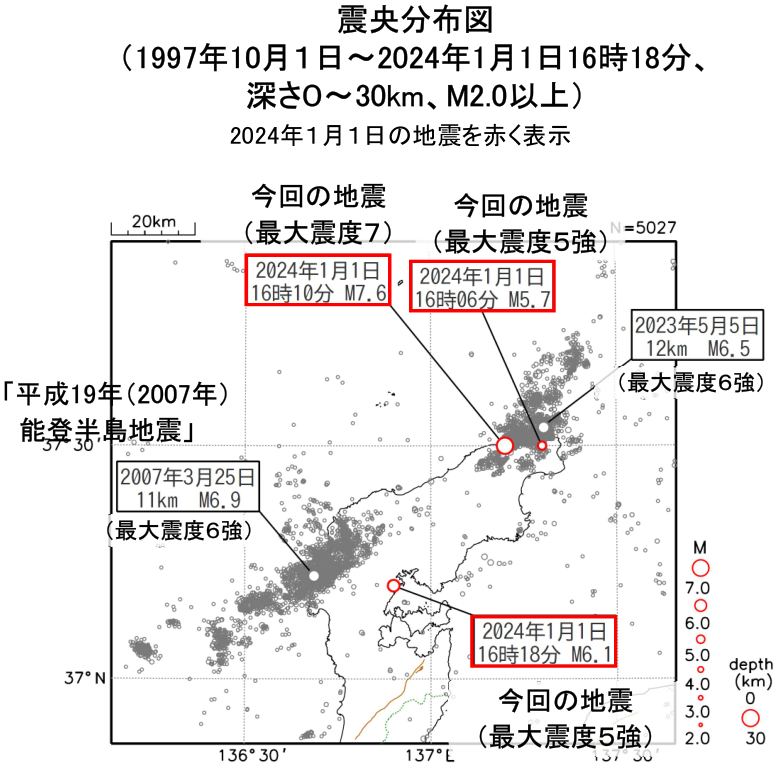 震央分布図
（1997年10月１日～2024年1月1日16時18分、
深さ0～30km、M2.0以上）
2024年１月１日の地震を赤く表示
今回の地震
（最大震度７）
今回の地震
（最大震度５強）
20km
N=5027
2024年1月1日
16時10分 M7.6
2024年1月1日
16時06分 M5.7
2023年5月5日
12km M6.5
（最大震度６強）
「平成19年（2007年）
能登半島地震」
37°30′
2007年3月25日
11km M6.9
（最大震度６強）
2024年1月1日
16時18分 M6.1
今回の地震
（最大震度５強）
M
7.0
6.0
5.0
4.0
3.0
2.0
depth
(km)
0
30
37°N
136°30′
137°E
137°30′